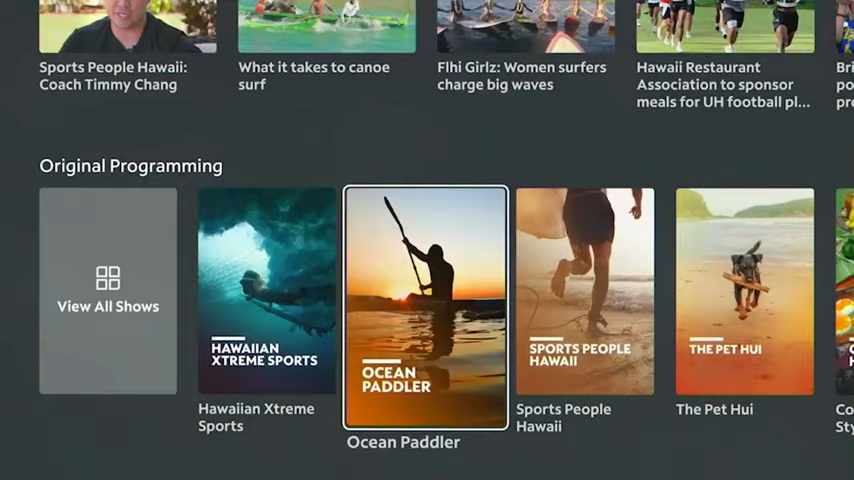 Sports People Hawaii:
Coach Timmy Chang
What it takes to canoe
surf
Flhi Girlz: Women surfers
charge big waves
Hawaii Restaurant
Association to sponsor
meals for UH football pl...
Original Programming
View All Shows
HAWAIIAN
XTREME SPORTS
OCEAN
PADDLER
SPORTS PEOPLE
HAWAII
THE PET HUI
Hawaiian Xtreme
Sports
Ocean Paddler
Sports People
Hawaii
The Pet Hui